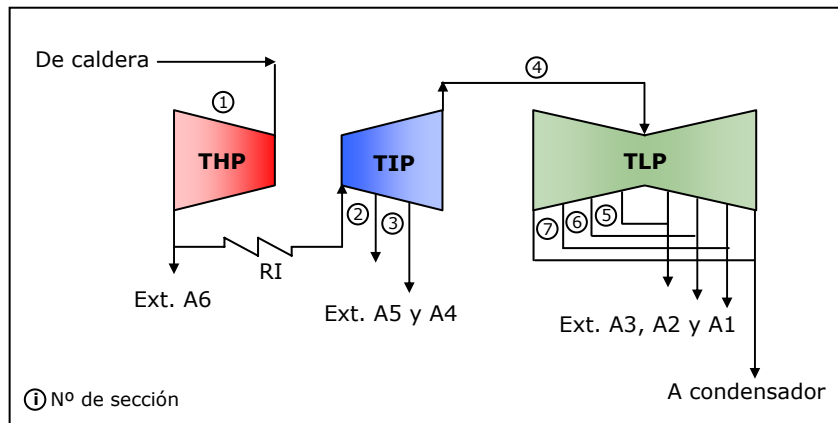 De caldera
④
①
THP
TIP
TLP
② ③
⑦ ⑥ ⑤
RI
Ext. A6
Ext. A5 y A4
Ext. A3, A2 y A1
A condensador
ⓘ Nº de sección